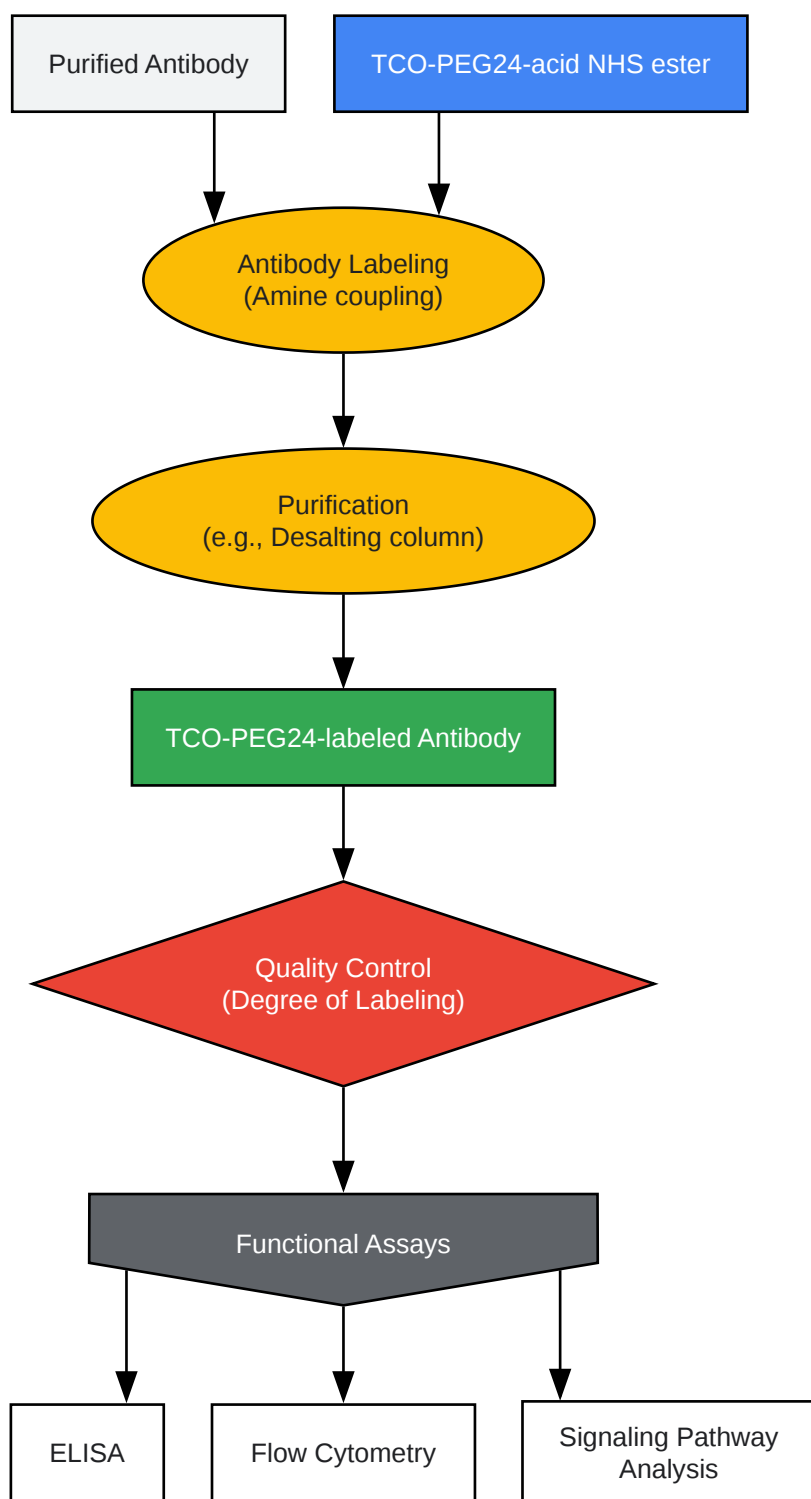 Purified Antibody
TCO-PEG24-acid NHS ester
Antibody Labeling
(Amine coupling)
Purification
(e.g., Desalting column)
TCO-PEG24-labeled Antibody
Quality Control
(Degree of Labeling)
Functional Assays
ELISA
Flow Cytometry
Signaling Pathway
Analysis